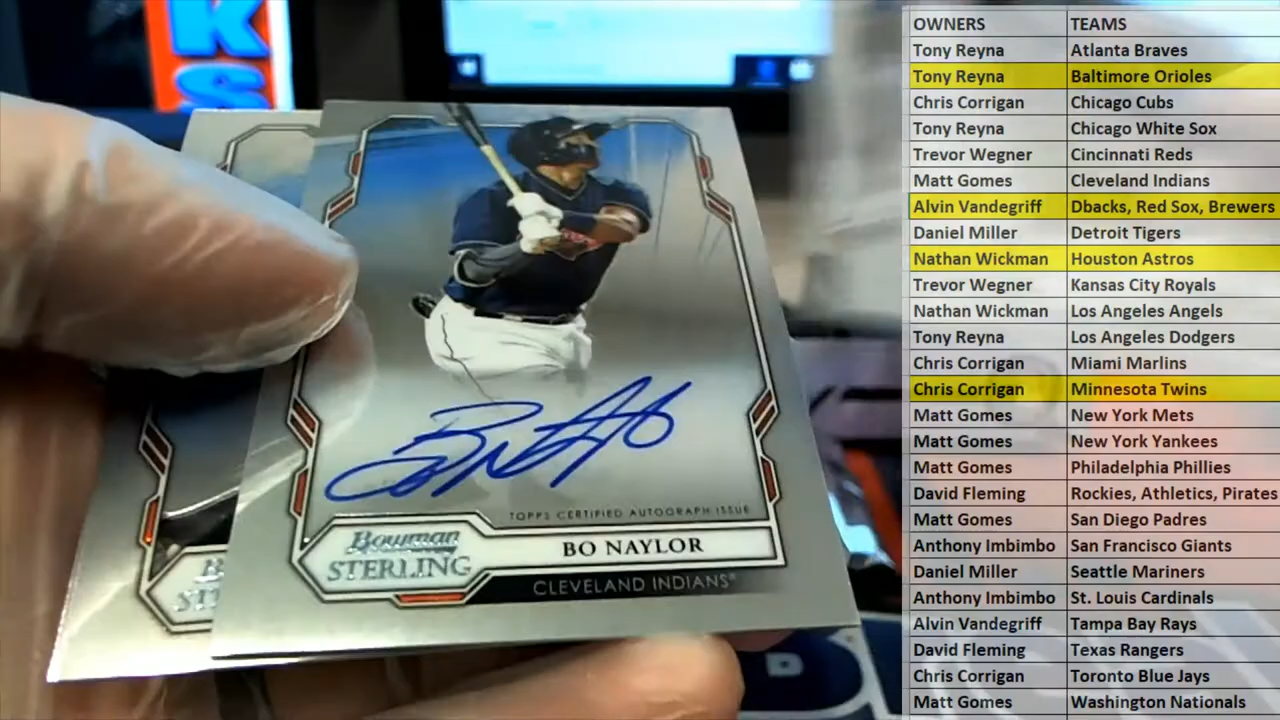 KS
TOPPS CERTIFIED AUTOGRAPH ISSUE
Bowman
STERLING
BO NAYLOR
CLEVELAND INDIANS
B
ST
OWNERS TEAMS
Tony Reyna Atlanta Braves
Tony Reyna Baltimore Orioles
Chris Corrigan Chicago Cubs
Tony Reyna Chicago White Sox
Trevor Wegner Cincinnati Reds
Matt Gomes Cleveland Indians
Alvin Vandegriff Dbacks, Red Sox, Brewers
Daniel Miller Detroit Tigers
Nathan Wickman Houston Astros
Trevor Wegner Kansas City Royals
Nathan Wickman Los Angeles Angels
Tony Reyna Los Angeles Dodgers
Chris Corrigan Miami Marlins
Chris Corrigan Minnesota Twins
Matt Gomes New York Mets
Matt Gomes New York Yankees
Matt Gomes Philadelphia Phillies
David Fleming Rockies, Athletics, Pirates
Matt Gomes San Diego Padres
Anthony Imbimbo San Francisco Giants
Daniel Miller Seattle Mariners
Anthony Imbimbo St. Louis Cardinals
Alvin Vandegriff Tampa Bay Rays
David Fleming Texas Rangers
Chris Corrigan Toronto Blue Jays
Matt Gomes Washington Nationals